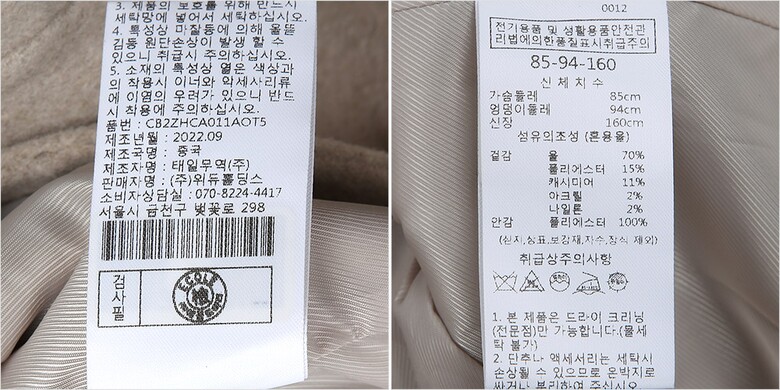 3. 제품의 보호를 위해 반드시
세탁망에 넣어서 세탁하십시오.
4. 특성상 마찰등에 의해 올뜯
김등 원단손상이 발생 할 수
있으니 취급시 주의하십시오.
5. 소재의 특성상 옅은 색상과
의 착용시 이너와 악세사리류
에 이염의 우려가 있으니 반드
시 착용에 주의하십시오.
품번 : CB2ZHCA011AOT5
제조년월 : 2022.09
제조국명 : 중국
제조자명 : 태일무역(주)
판매자명 : (주)위듀홀딩스
소비자상담실 : 070-8224-4417
서울시 금천구 벚꽃로 298
검사필
ECOLE
0012
전기용품 및 생활용품안전관
리법에의한품질표시취급주의
85-94-160
신체치수
가슴둘레 85cm
엉덩이둘레 94cm
신장 160cm
섬유의조성 (혼용율)
겉감 울 70%
폴리에스터 15%
캐시미어 11%
아크릴 2%
나일론 2%
안감 폴리에스터 100%
(심지,상표,보강재,자수,장식 제외)
취급상주의사항
1. 본 제품은 드라이 크리닝
(전문점)만 가능합니다.(물세
탁 불가)
2. 단추나 액세서리는 세탁시
손상될 수 있으므로 은박지로
싸거나 분리하여 주십시오